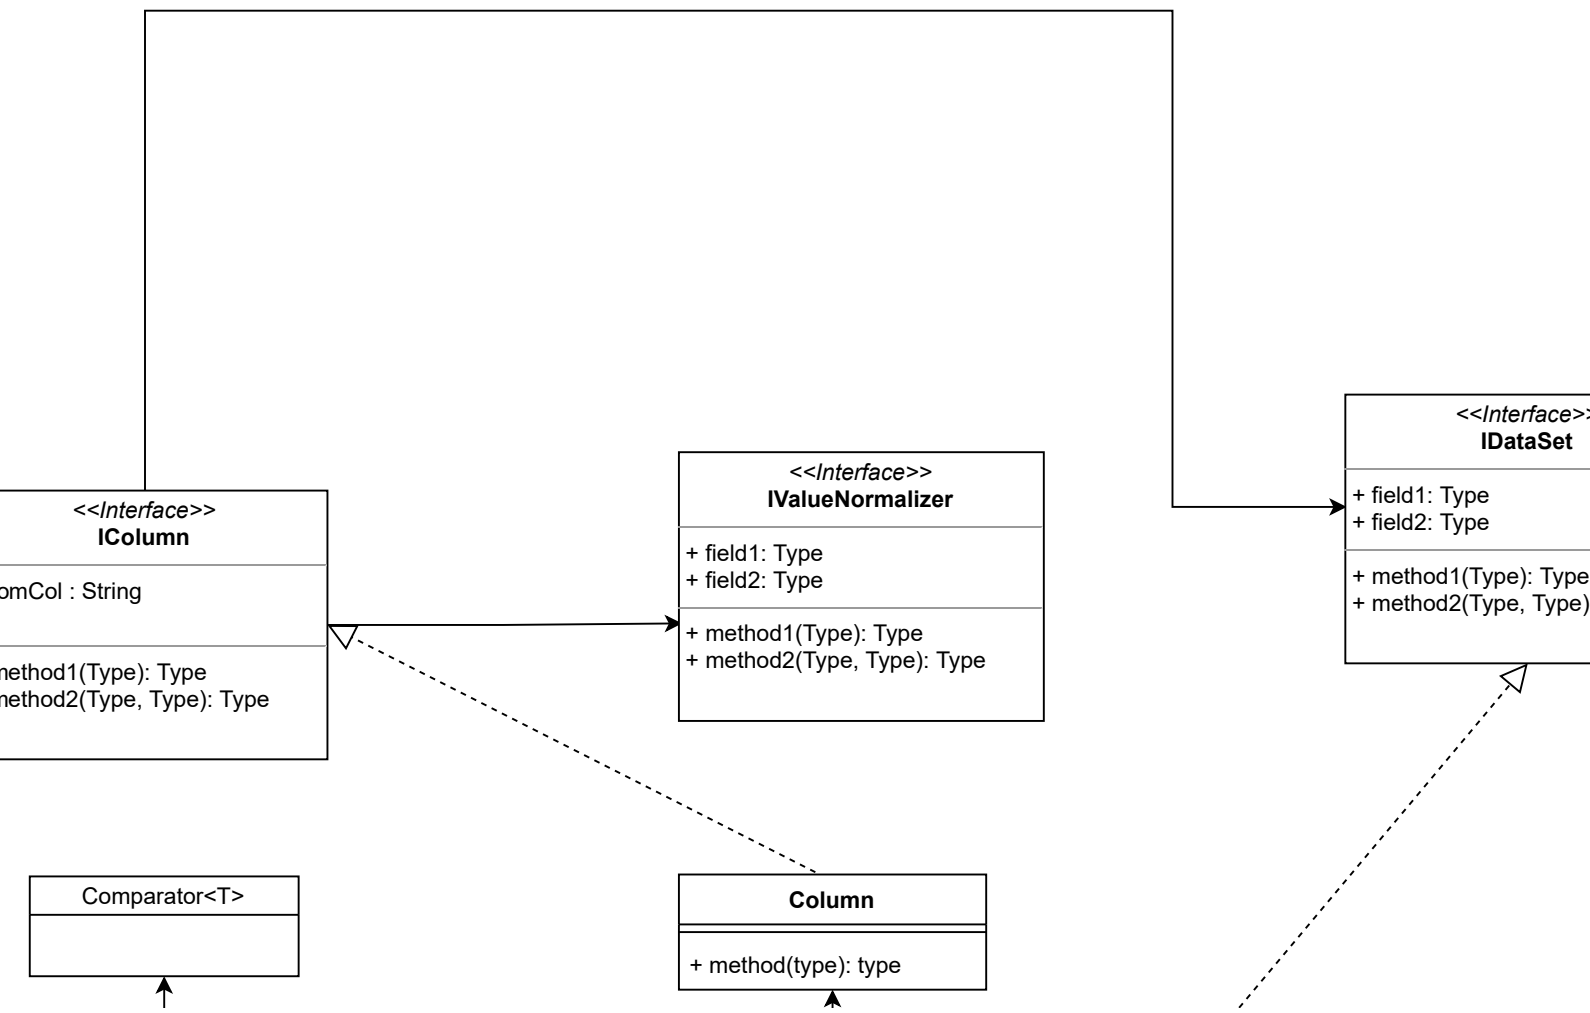 <<Interface>>
IColumn
omCol : String
method1(Type): Type
method2(Type, Type): Type
<<Interface>>
IValueNormalizer
+ field1: Type
+ field2: Type
+ method1(Type): Type
+ method2(Type, Type): Type
<<Interface>>
IDataSet
+ field1: Type
+ field2: Type
+ method1(Type): Type
+ method2(Type, Type)
Comparator<T>
Column
+ method(type): type